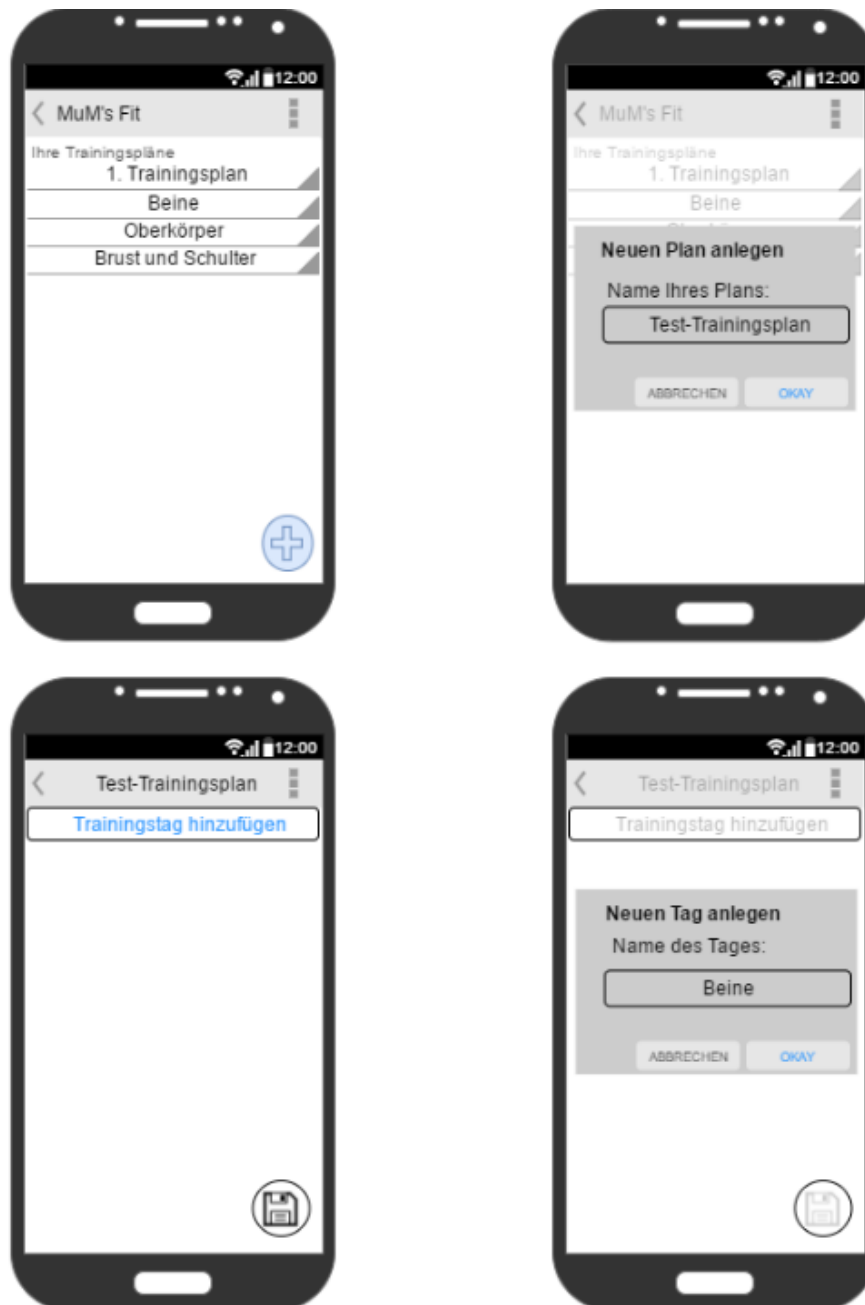 12:00
MuM's Fit
Ihre Trainingspläne
1. Trainingsplan
Beine
Oberkörper
Brust und Schulter
12:00
MuM's Fit
Ihre Trainingspläne
1. Trainingsplan
Beine
Neuen Plan anlegen
Name Ihres Plans:
Test-Trainingsplan
ABBRECHEN OKAY
12:00
Test-Trainingsplan
Trainingstag hinzufügen
12:00
Test-Trainingsplan
Trainingstag hinzufügen
Neuen Tag anlegen
Name des Tages:
Beine
ABBRECHEN OKAY